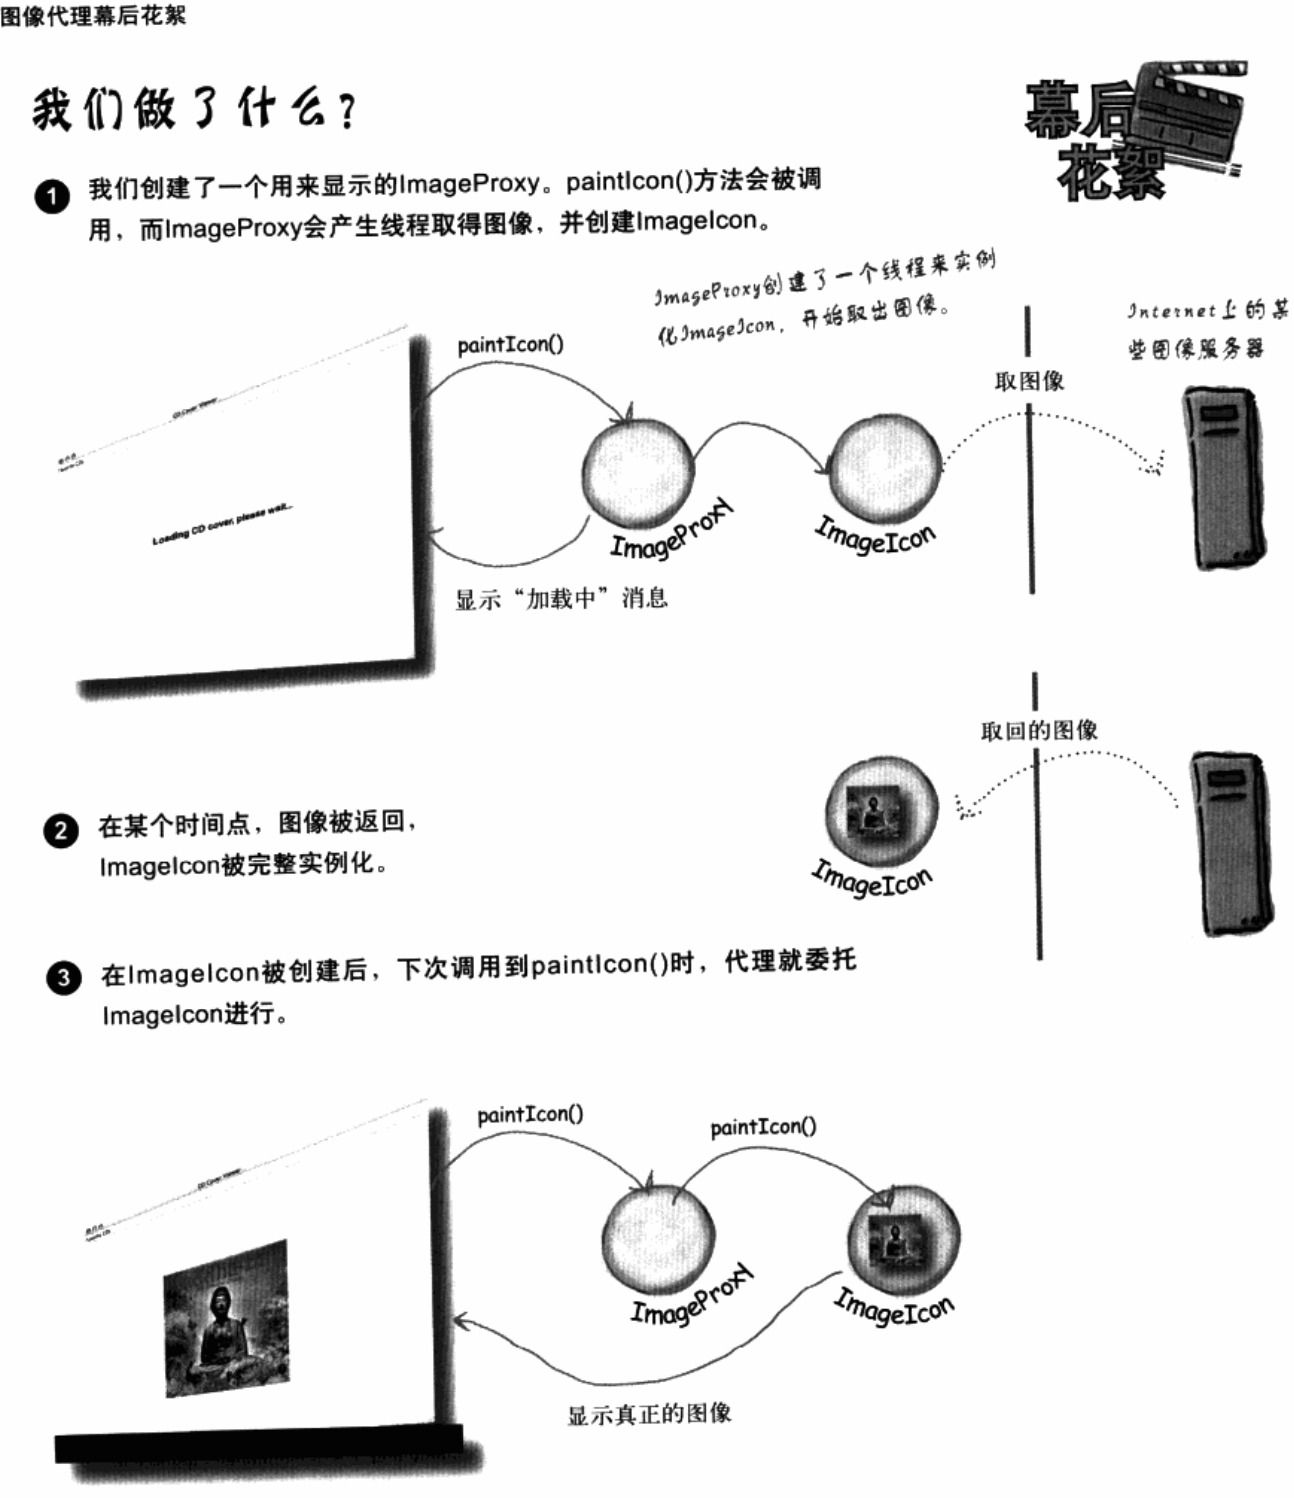 图像代理幕后花絮
我们做了什么?
幕后
花絮
1 我们创建了一个用来显示的ImageProxy。paintIcon()方法会被调
用，而ImageProxy会产生线程取得图像，并创建ImageIcon。
ImageProxy创建了一个线程来实例
化ImageIcon，开始取出图像。
Internet上的某
些图像服务器
paintIcon()
取图像
CD Cover Viewer
Favorite CDs
Loading CD cover, please wait...
ImageProxy
ImageIcon
显示“加载中”消息
取回的图像
2 在某个时间点，图像被返回，
ImageIcon被完整实例化。
ImageIcon
3 在ImageIcon被创建后，下次调用到paintIcon()时，代理就委托
ImageIcon进行。
paintIcon()
paintIcon()
CD Cover Viewer
Favorite CDs
ImageProxy
ImageIcon
显示真正的图像